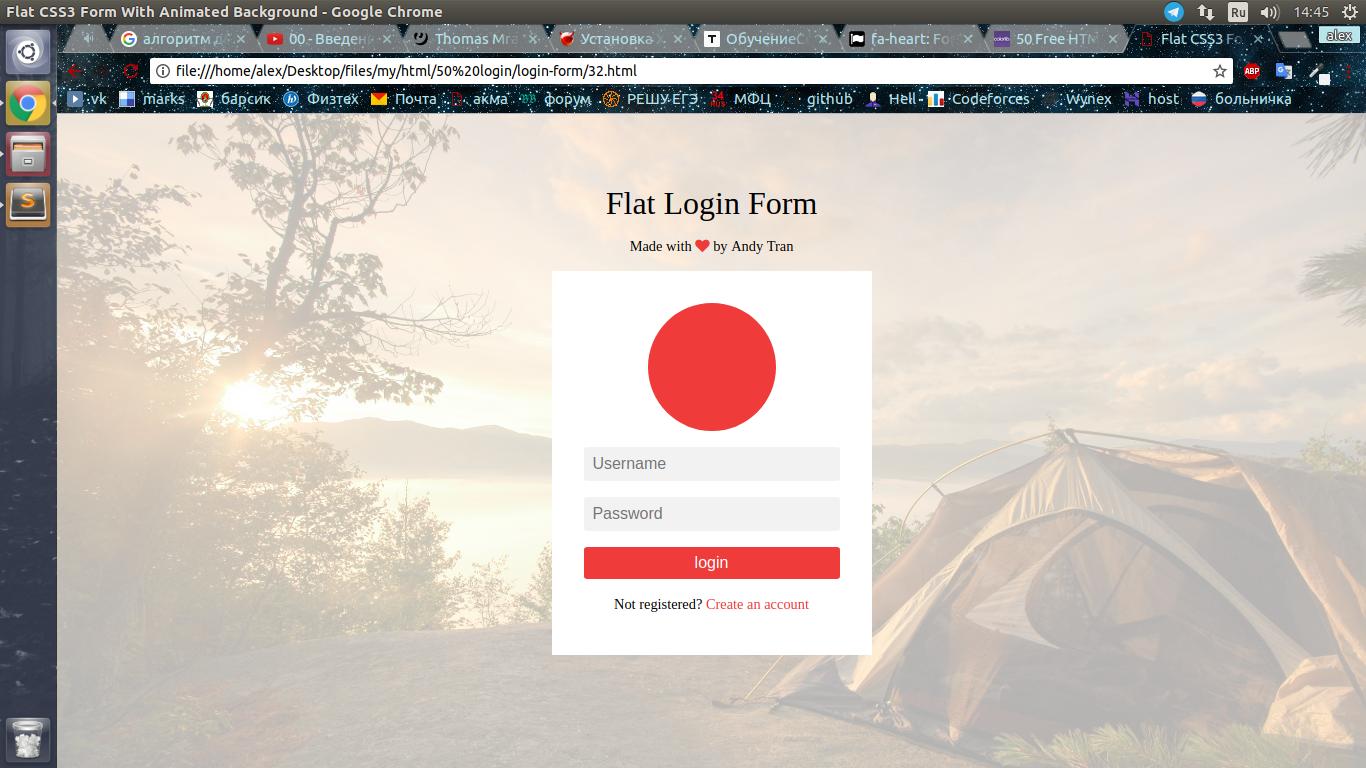 Flat CSS3 Form With Animated Background - Google Chrome
Ru
14:45
алгоритм
00 - Введен
Thomas Mra
Установка
Обучение
fa-heart: Fo
50 Free HTM
Flat CSS3 Fo
alex
file:///home/alex/Desktop/files/my/html/50%20login/login-form/32.html
ABP
vk
marks
барсик
Физтех
Почта
акма
форум
РЕШУ ЕГЭ
МФЦ
github
Hell
Codeforces
Wynex
host
больничка
Flat Login Form
Made with ❤ by Andy Tran
Username
Password
login
Not registered? Create an account